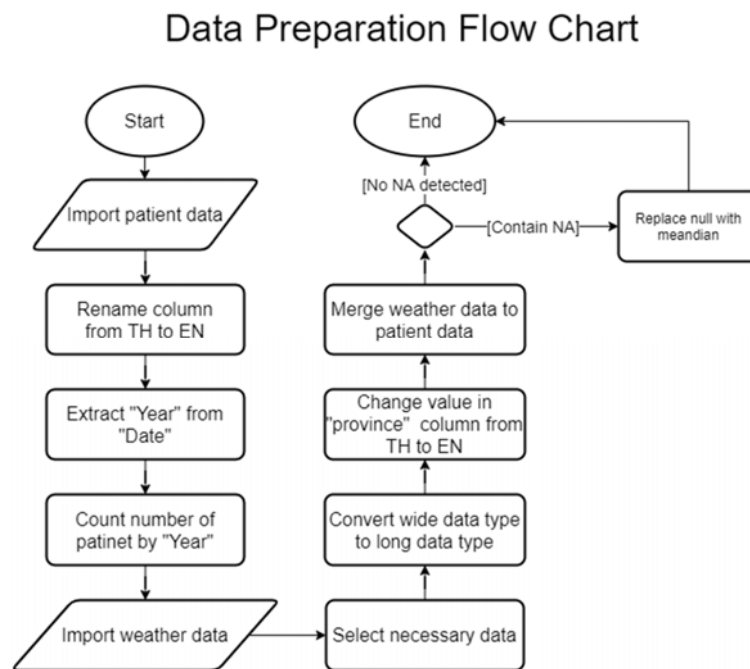 Data Preparation Flow Chart
Start
Import patient data
Rename column
from TH to EN
Extract "Year" from
"Date"
Count number of
patinet by "Year"
Import weather data
Select necessary data
Convert wide data type
to long data type
Change value in
"province" column from
TH to EN
Merge weather data to
patient data
[No NA detected]
[Contain NA]
Replace null with
meandian
End